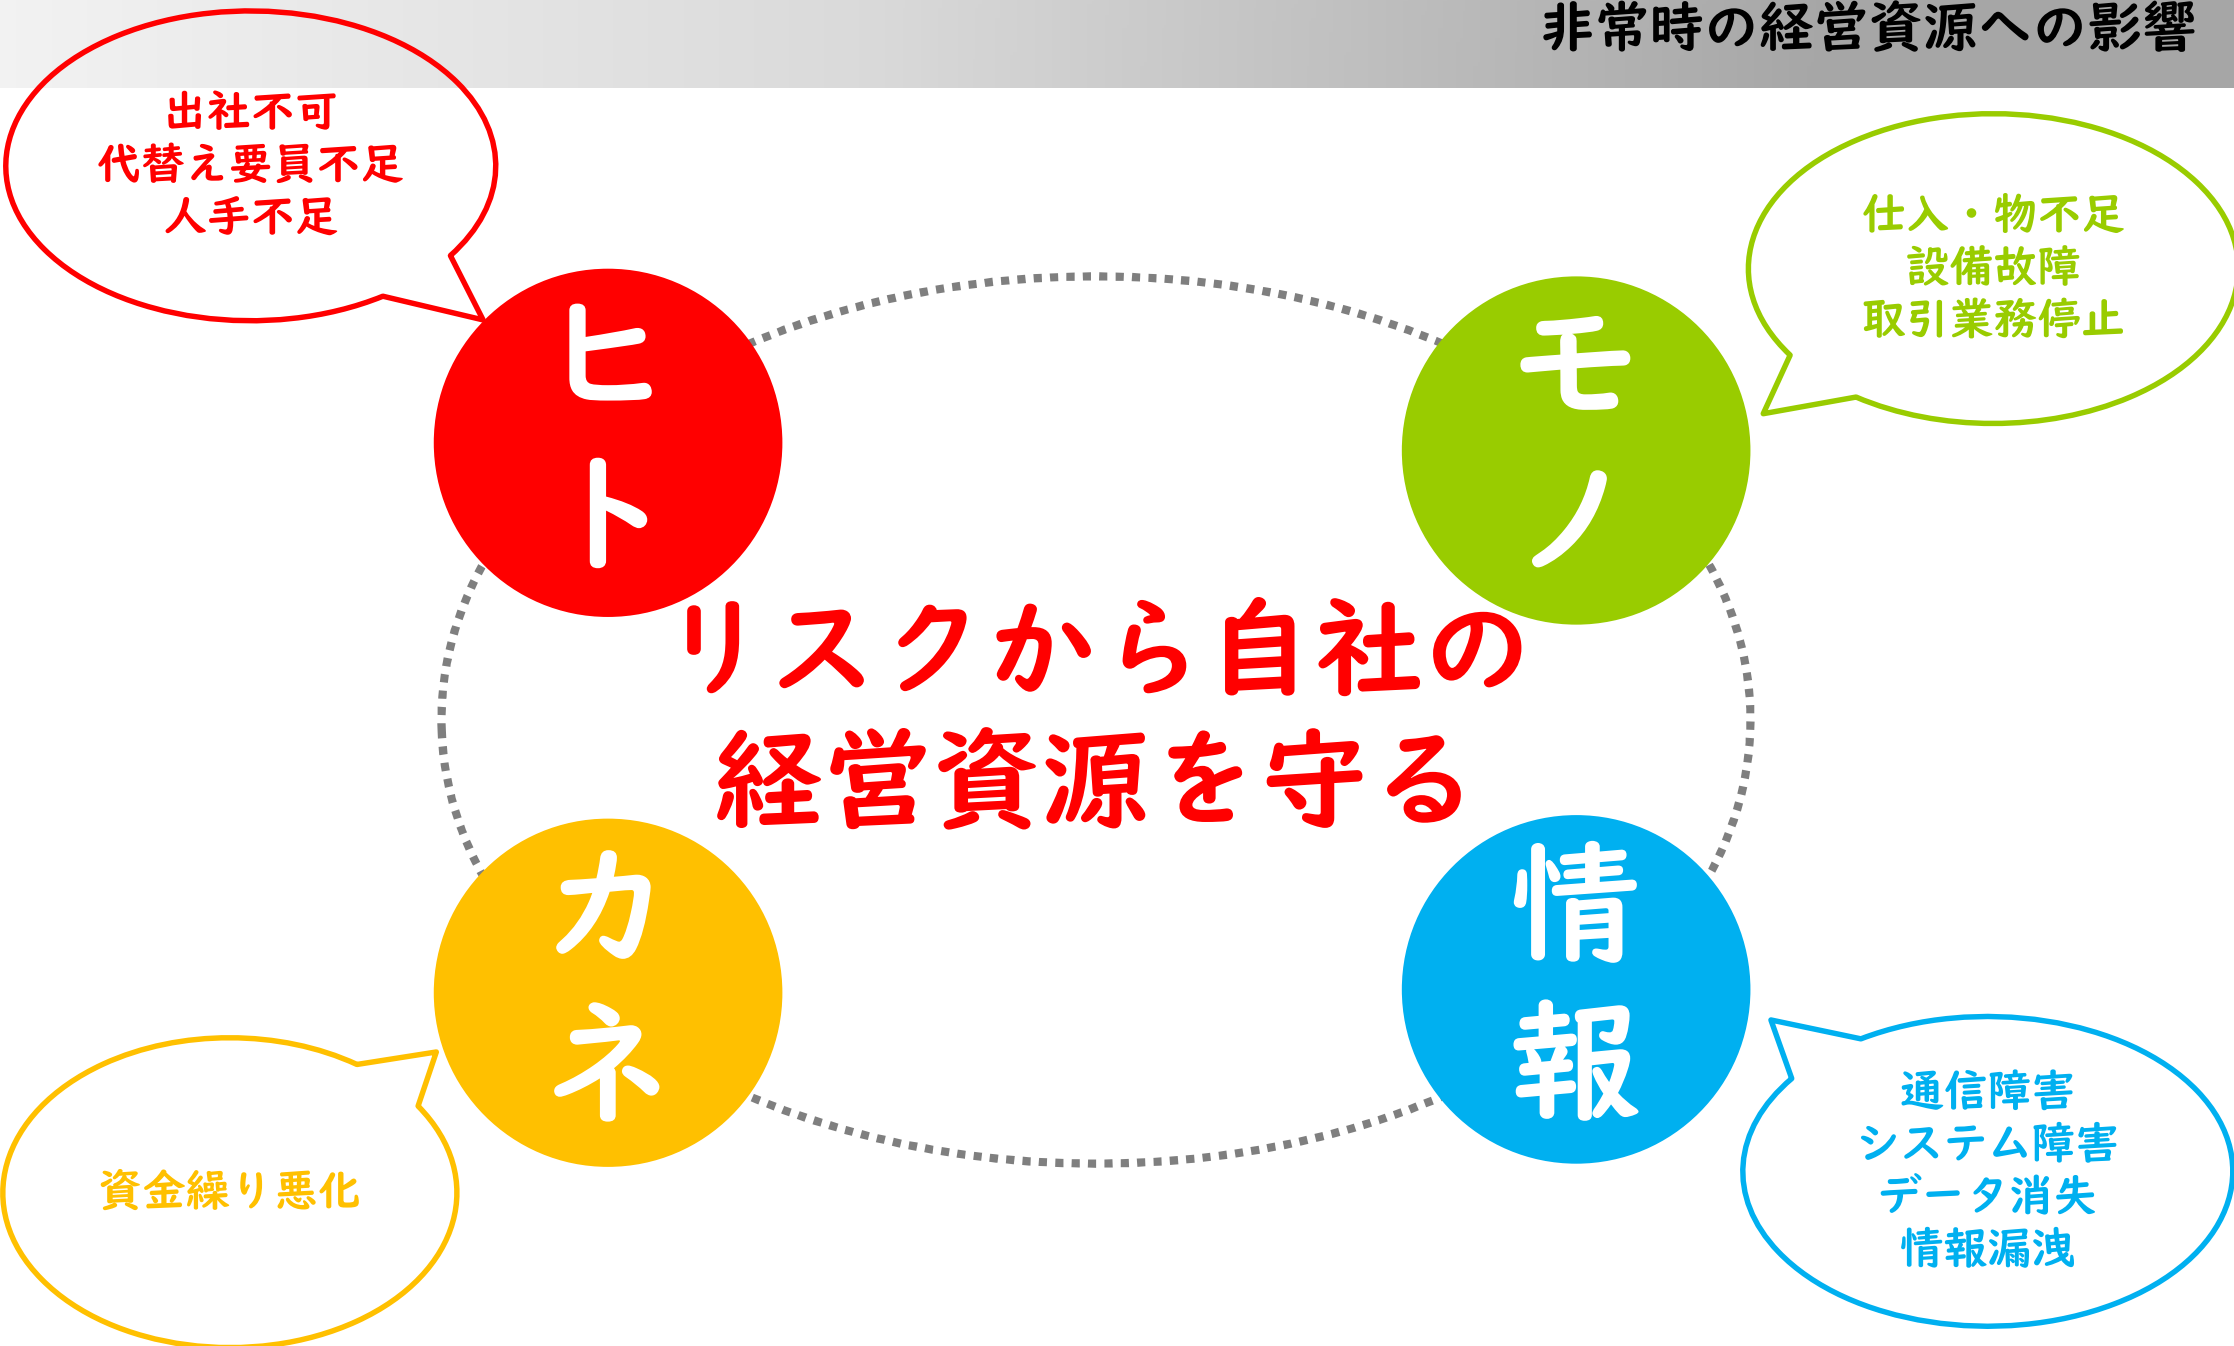 非常時の経営資源への影響
出社不可
代替え要員不足
人手不足
仕入・物不足
設備故障
取引業務停止
ヒト
モノ
リスクから自社の
経営資源を守る
カネ
情報
資金繰り悪化
通信障害
システム障害
データ消失
情報漏洩